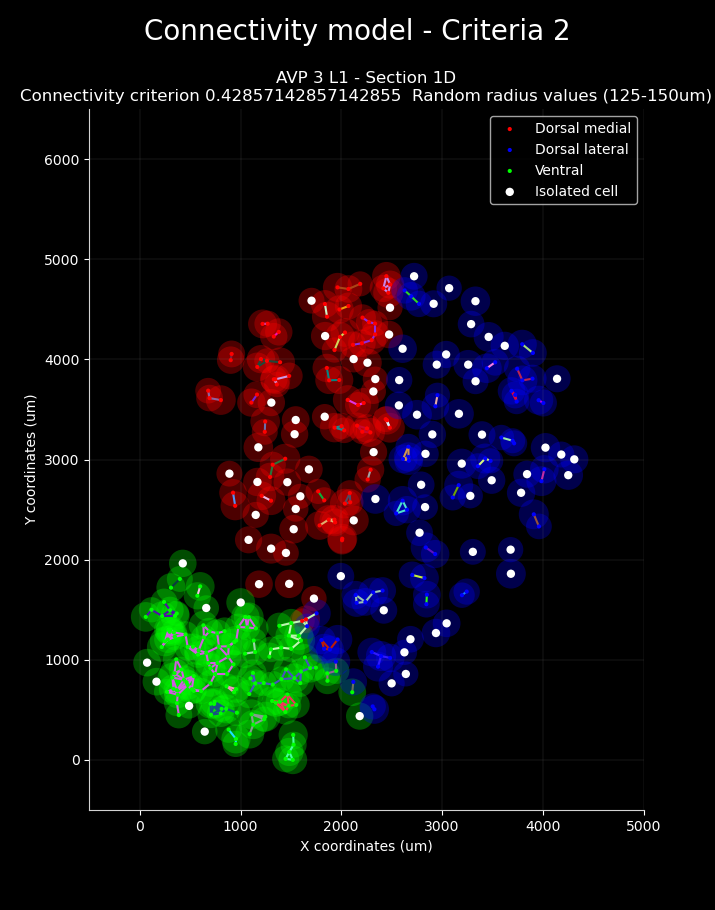 Connectivity model - Criteria 2
AVP 3 L1 - Section 1D
Connectivity criterion 0.42857142857142855  Random radius values (125-150um)
Dorsal medial
Dorsal lateral
Ventral
Isolated cell
6000
5000
4000
3000
2000
1000
0
Y coordinates (um)
0 1000 2000 3000 4000 5000
X coordinates (um)